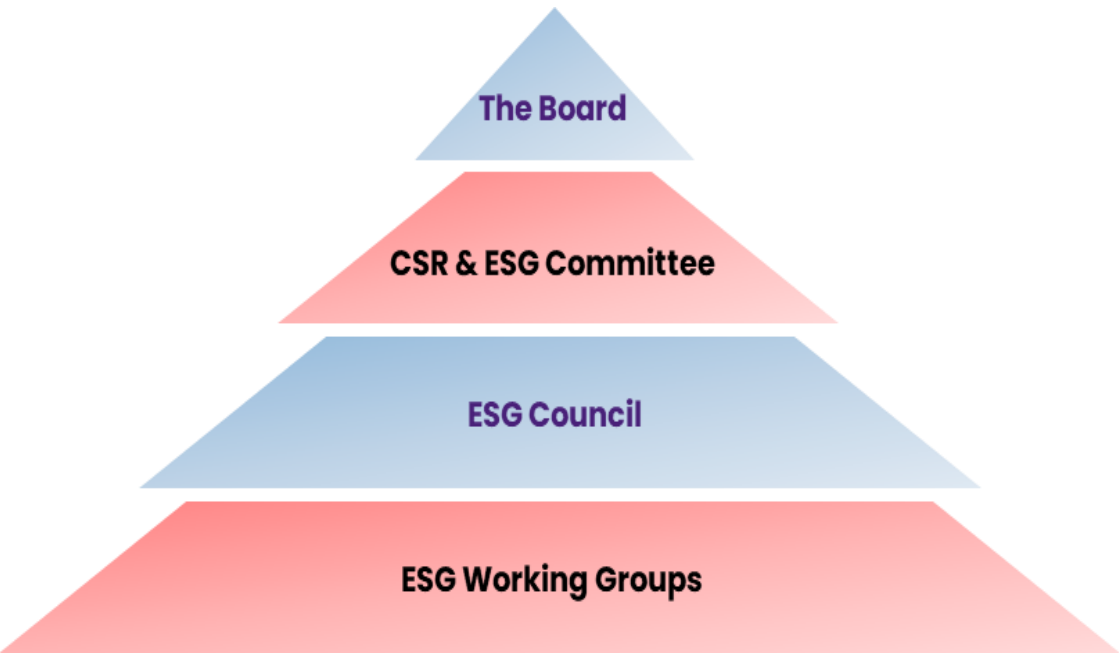 The Board
CSR & ESG Committee
ESG Council
ESG Working Groups